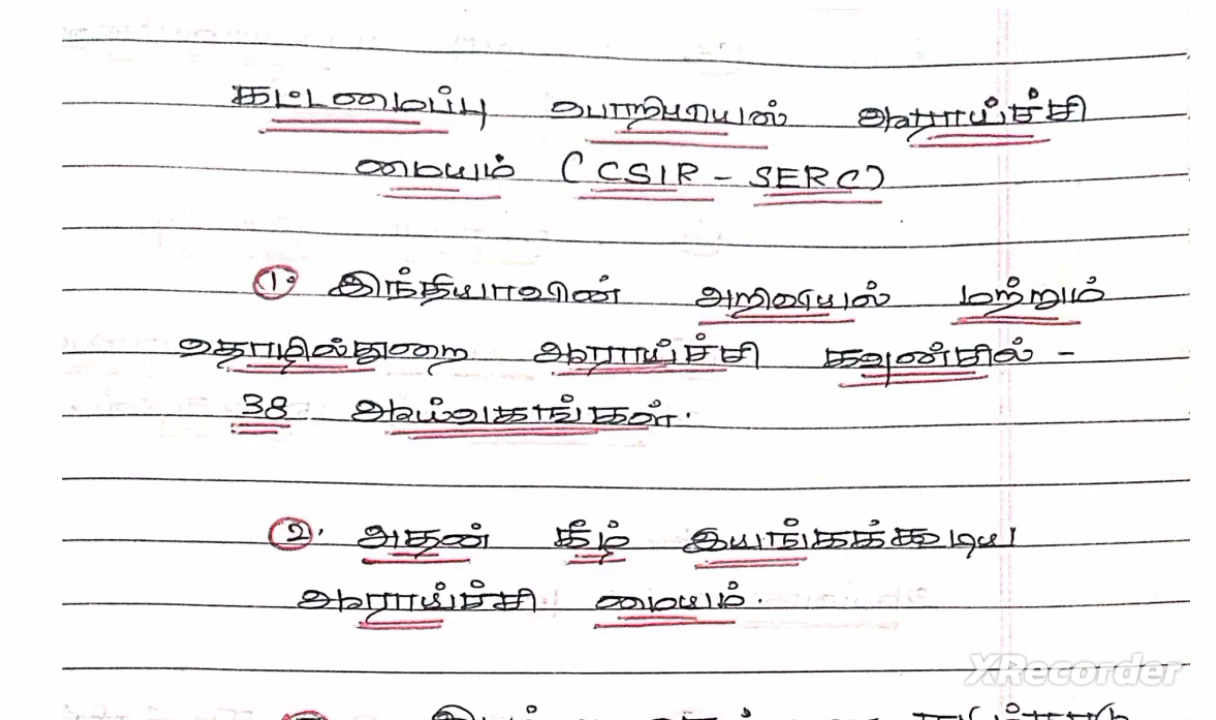 கட்டமைப்பு பொறியியல் ஆராய்ச்சி
மையம் (CSIR - SERC)
1. இந்தியாவின் அறிவியல் மற்றும்
தொழில்துறை ஆராய்ச்சி கவுன்சில் -
38 ஆய்வகங்கள்.
2. அதன் கீழ் இயங்கக்கூடிய
ஆராய்ச்சி மையம்.
XRecorder